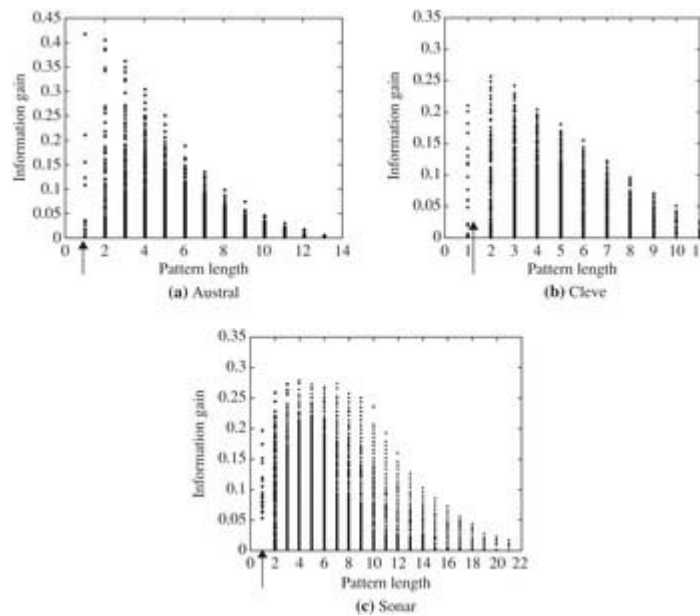 0.45
0.4
0.35
0.3
0.25
0.2
0.15
0.1
0.05
0
Information gain
0 2 4 6 8 10 12 14
Pattern length
(a) Austral
0.35
0.3
0.25
0.2
0.15
0.1
0.05
0
Information gain
0 1 2 3 4 5 6 7 8 9 10
Pattern length
(b) Cleve
0.35
0.3
0.25
0.2
0.15
0.1
0.05
0
Information gain
0 2 4 6 8 10 12 14 16 18 20 22
Pattern length
(c) Sonar